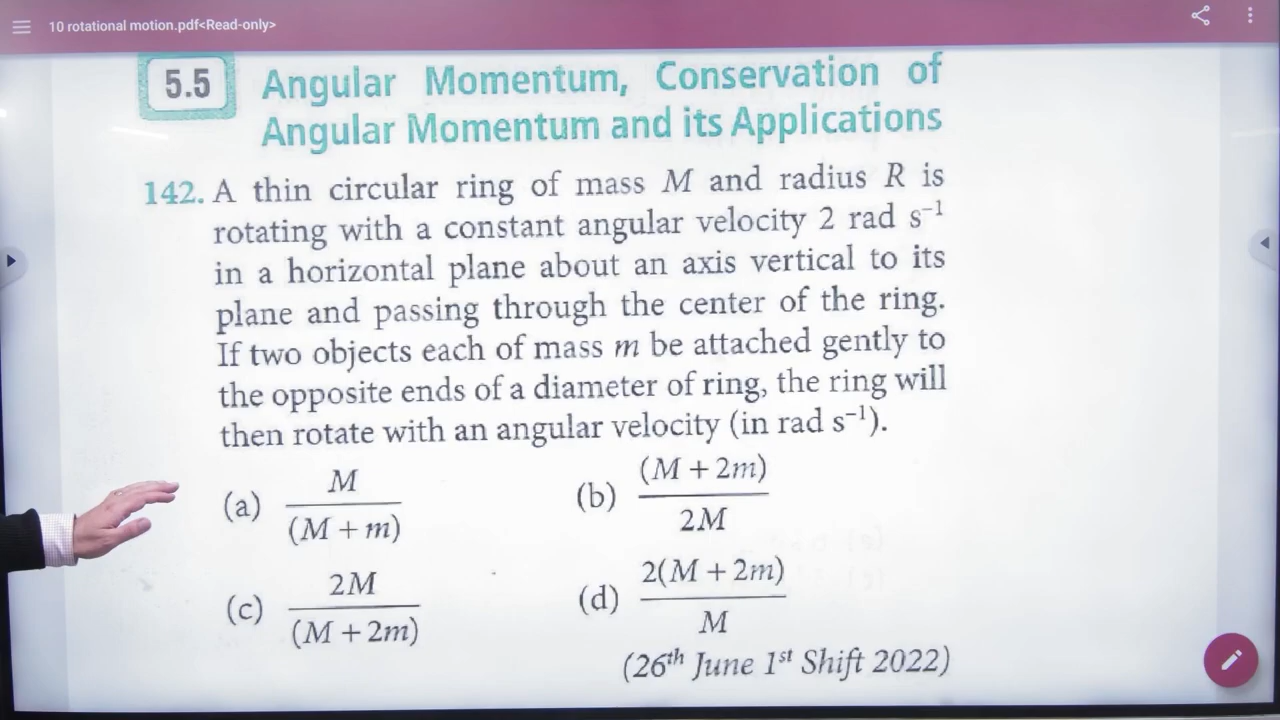 10 rotational motion.pdf<Read-only>
5.5 Angular Momentum, Conservation of
Angular Momentum and its Applications
142. A thin circular ring of mass M and radius R is
rotating with a constant angular velocity 2 rad s⁻¹
in a horizontal plane about an axis vertical to its
plane and passing through the center of the ring.
If two objects each of mass m be attached gently to
the opposite ends of a diameter of ring, the ring will
then rotate with an angular velocity (in rad s⁻¹).
(a) M/(M + m) (b) (M + 2m)/2M
(c) 2M/(M + 2m) (d) 2(M + 2m)/M
(26th June 1st Shift 2022)